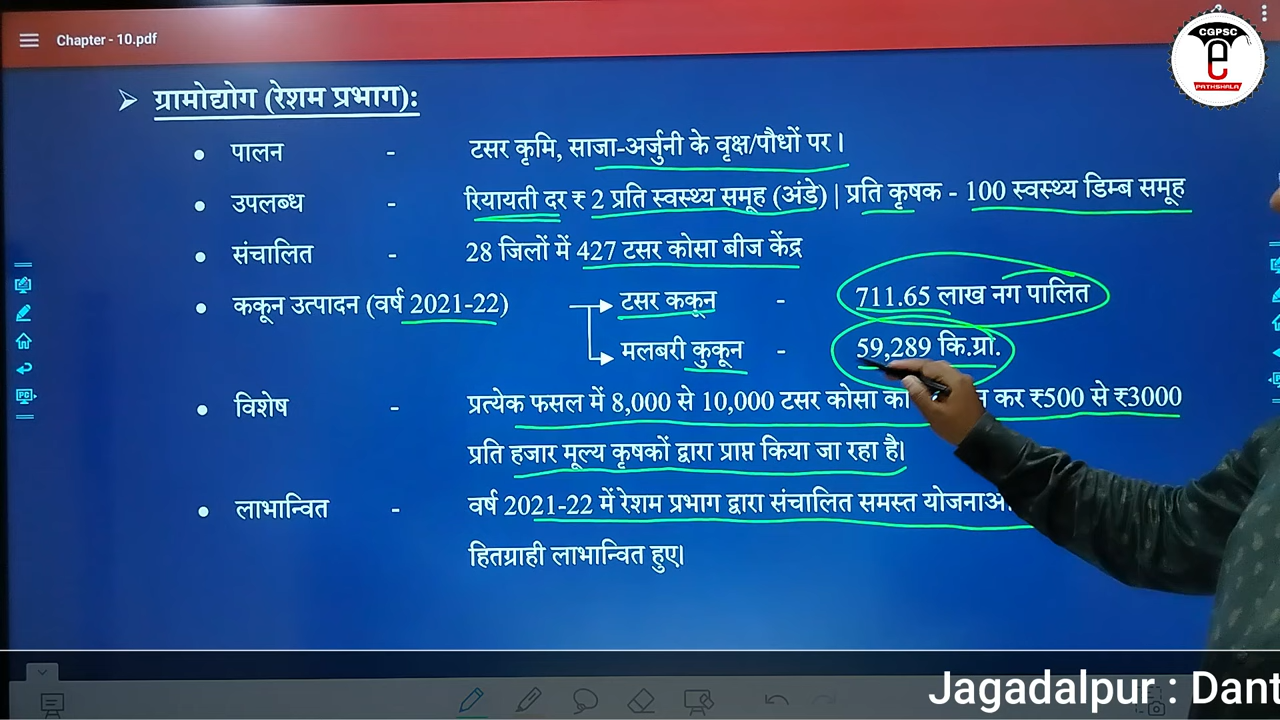 Chapter - 10.pdf
CGPSC
e
PATHSHALA
➢ ग्रामोद्योग (रेशम प्रभाग):
• पालन - टसर कृमि, साजा-अर्जुनी के वृक्ष/पौधों पर।
• उपलब्ध - रियायती दर ₹ 2 प्रति स्वस्थ्य समूह (अंडे) | प्रति कृषक - 100 स्वस्थ्य डिम्ब समूह
• संचालित - 28 जिलों में 427 टसर कोसा बीज केंद्र
• ककून उत्पादन (वर्ष 2021-22) टसर ककून - 711.65 लाख नग पालित
मलबरी कुकून - 59,289 कि.ग्रा.
• विशेष - प्रत्येक फसल में 8,000 से 10,000 टसर कोसा कर ₹500 से ₹3000
प्रति हजार मूल्य कृषकों द्वारा प्राप्त किया जा रहा है।
• लाभान्वित - वर्ष 2021-22 में रेशम प्रभाग द्वारा संचालित समस्त
हितग्राही लाभान्वित हुए।
Jagadalpur : Dant